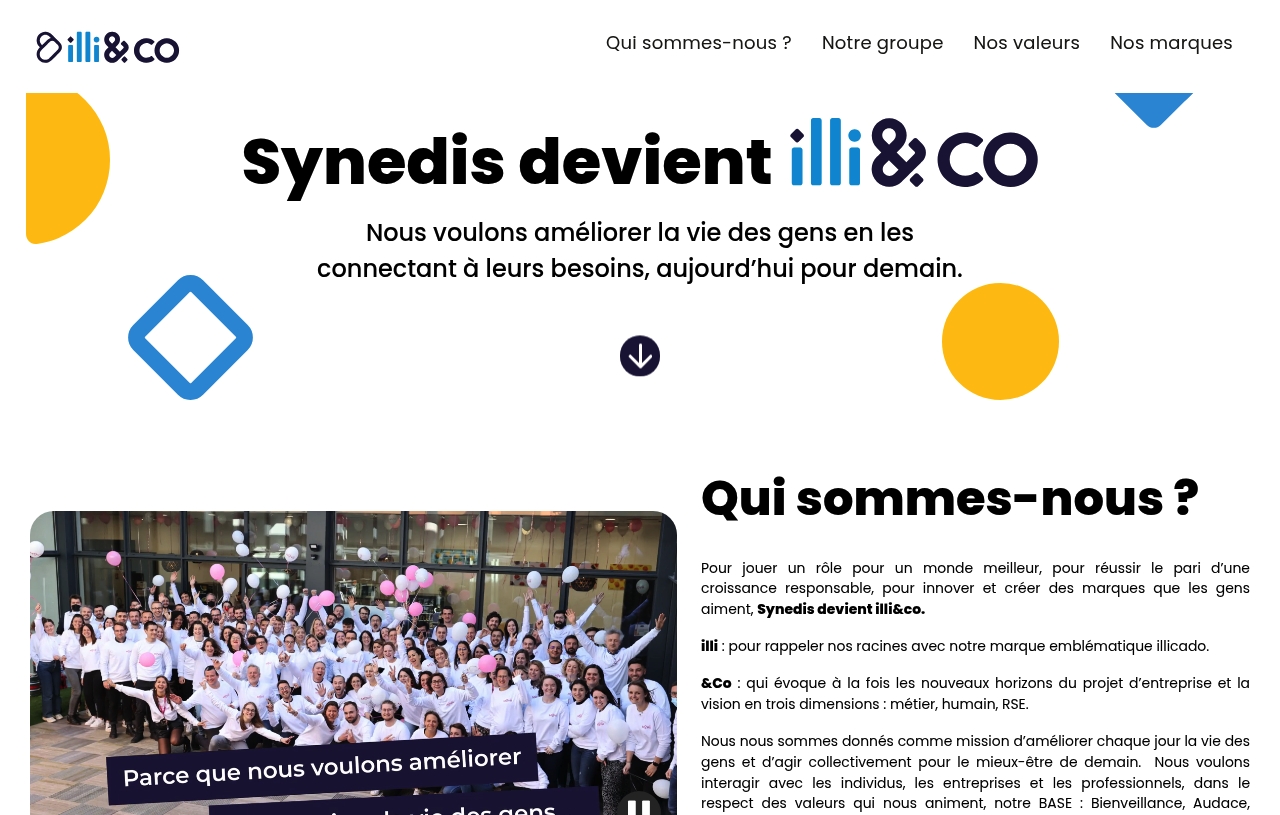 illi&co
Qui sommes-nous ?
Notre groupe
Nos valeurs
Nos marques
Synedis devient illi&co
Nous voulons améliorer la vie des gens en les
connectant à leurs besoins, aujourd’hui pour demain.
Qui sommes-nous ?
Pour jouer un rôle pour un monde meilleur, pour réussir le pari d’une
croissance responsable, pour innover et créer des marques que les gens
aiment, Synedis devient illi&co.
illi : pour rappeler nos racines avec notre marque emblématique illicado.
&Co : qui évoque à la fois les nouveaux horizons du projet d’entreprise et la
vision en trois dimensions : métier, humain, RSE.
Nous nous sommes donnés comme mission d’améliorer chaque jour la vie des
gens et d’agir collectivement pour le mieux-être de demain.  Nous voulons
interagir avec les individus, les entreprises et les professionnels, dans le
respect des valeurs qui nous animent, notre BASE : Bienveillance, Audace,
Parce que nous voulons améliorer
vie des gens